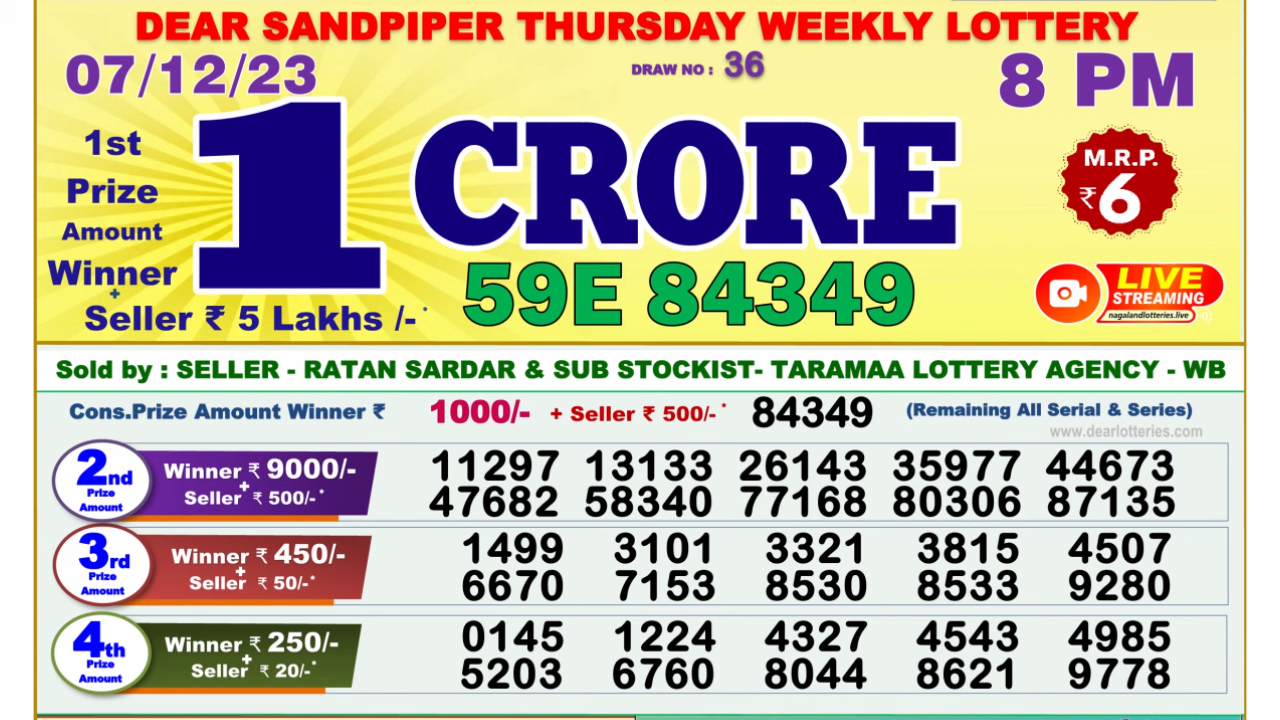 DEAR SANDPIPER THURSDAY WEEKLY LOTTERY
07/12/23
DRAW NO : 36
8 PM
1st
Prize
Amount
Winner
+
Seller ₹ 5 Lakhs /-*
1 CRORE
59E 84349
M.R.P.
₹6
LIVE
STREAMING
nagalandlotteries.live
Sold by : SELLER - RATAN SARDAR & SUB STOCKIST- TARAMAA LOTTERY AGENCY - WB
Cons.Prize Amount Winner ₹ 1000/- + Seller ₹ 500/-* 84349 (Remaining All Serial & Series)
www.dearlotteries.com
2nd
Prize
Amount
Winner ₹ 9000/-
+
Seller ₹ 500/-*
11297 13133 26143 35977 44673
47682 58340 77168 80306 87135
3rd
Prize
Amount
Winner ₹ 450/-
+
Seller ₹ 50/-*
1499 3101 3321 3815 4507
6670 7153 8530 8533 9280
4th
Prize
Amount
Winner ₹ 250/-
+
Seller ₹ 20/-*
0145 1224 4327 4543 4985
5203 6760 8044 8621 9778